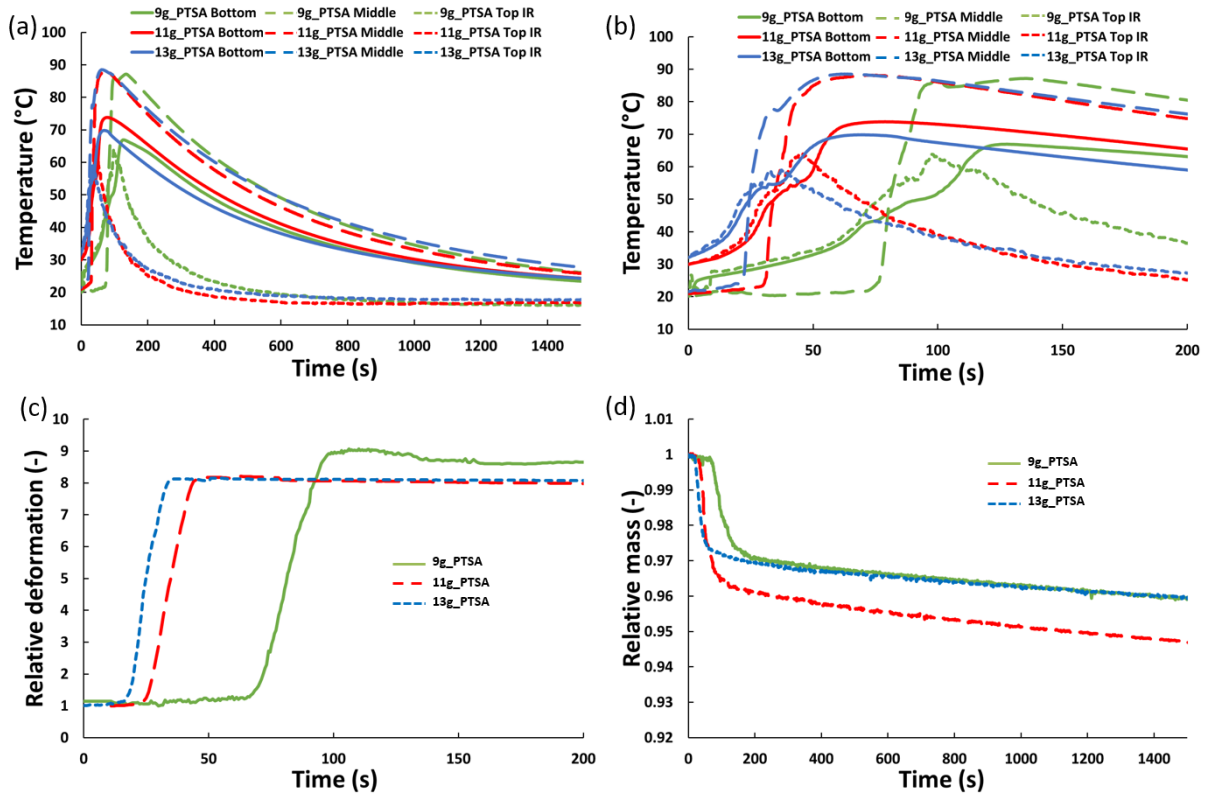 (a)
9g_PTSA Bottom 9g_PTSA Middle 9g_PTSA Top IR
11g_PTSA Bottom 11g_PTSA Middle 11g_PTSA Top IR
13g_PTSA Bottom 13g_PTSA Middle 13g_PTSA Top IR
Temperature (°C)
100
90
80
70
60
50
40
30
20
10
0 200 400 600 800 1000 1200 1400
Time (s)
(b)
9g_PTSA Bottom 9g_PTSA Middle 9g_PTSA Top IR
11g_PTSA Bottom 11g_PTSA Middle 11g_PTSA Top IR
13g_PTSA Bottom 13g_PTSA Middle 13g_PTSA Top IR
Temperature (°C)
100
90
80
70
60
50
40
30
20
10
0 50 100 150 200
Time (s)
(c)
Relative deformation (-)
10
9
8
7
6
5
4
3
2
1
0
9g_PTSA
11g_PTSA
13g_PTSA
0 50 100 150 200
Time (s)
(d)
Relative mass (-)
1.01
1
0.99
0.98
0.97
0.96
0.95
0.94
0.93
0.92
9g_PTSA
11g_PTSA
13g_PTSA
0 200 400 600 800 1000 1200 1400
Time (s)